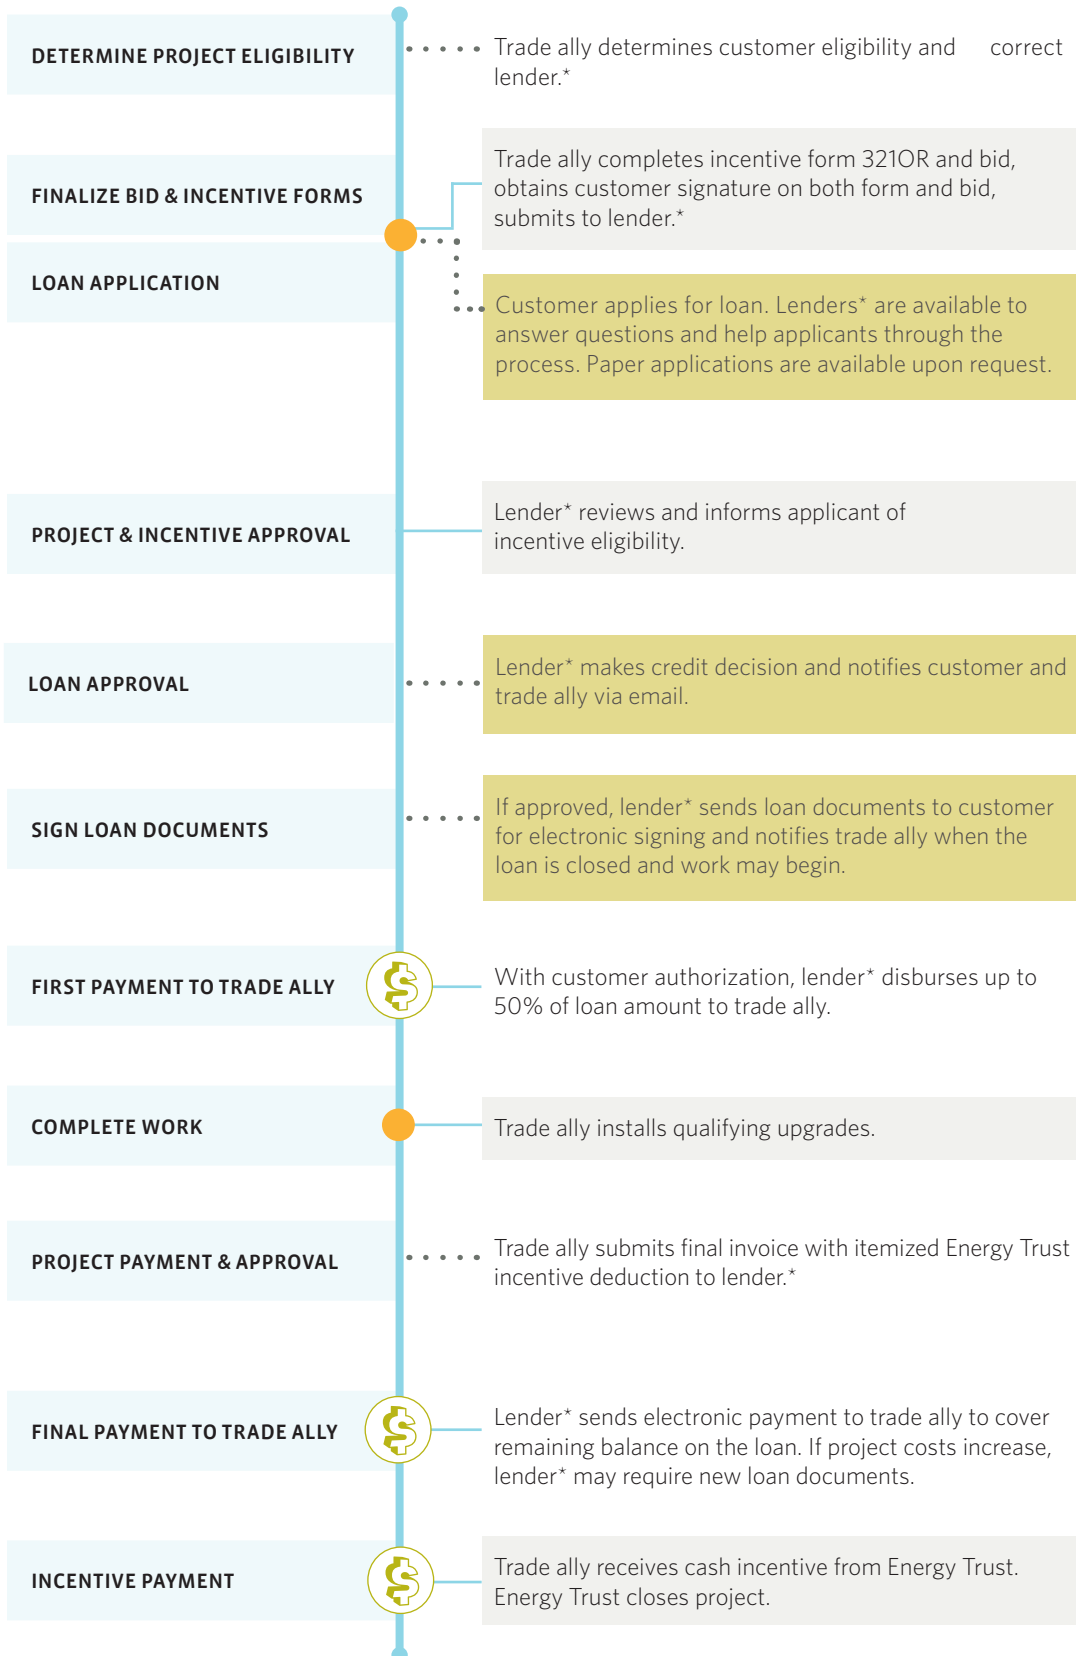 DETERMINE PROJECT ELIGIBILITY
Trade ally determines customer eligibility and correct
lender.*
FINALIZE BID & INCENTIVE FORMS
Trade ally completes incentive form 321OR and bid,
obtains customer signature on both form and bid,
submits to lender.*
LOAN APPLICATION
Customer applies for loan. Lenders* are available to
answer questions and help applicants through the
process. Paper applications are available upon request.
PROJECT & INCENTIVE APPROVAL
Lender* reviews and informs applicant of
incentive eligibility.
LOAN APPROVAL
Lender* makes credit decision and notifies customer and
trade ally via email.
SIGN LOAN DOCUMENTS
If approved, lender* sends loan documents to customer
for electronic signing and notifies trade ally when the
loan is closed and work may begin.
FIRST PAYMENT TO TRADE ALLY
$
With customer authorization, lender* disburses up to
50% of loan amount to trade ally.
COMPLETE WORK
Trade ally installs qualifying upgrades.
PROJECT PAYMENT & APPROVAL
Trade ally submits final invoice with itemized Energy Trust
incentive deduction to lender.*
FINAL PAYMENT TO TRADE ALLY
$
Lender* sends electronic payment to trade ally to cover
remaining balance on the loan. If project costs increase,
lender* may require new loan documents.
INCENTIVE PAYMENT
$
Trade ally receives cash incentive from Energy Trust.
Energy Trust closes project.